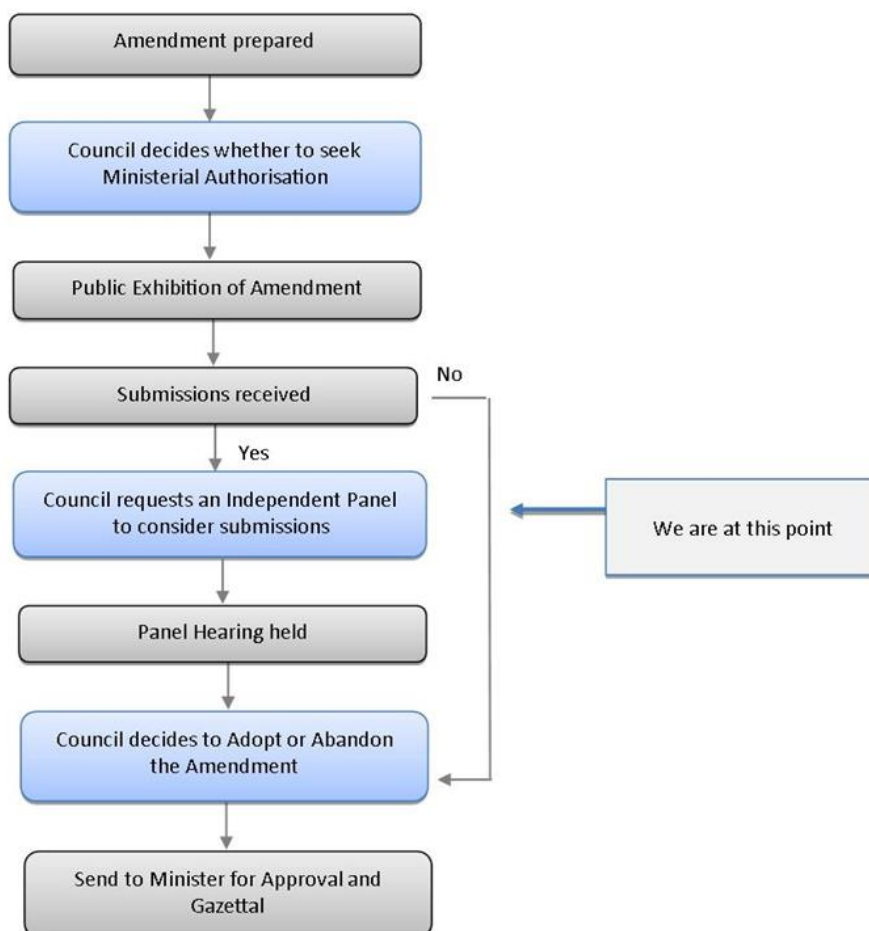 Amendment prepared
Council decides whether to seek
Ministerial Authorisation
Public Exhibition of Amendment
Submissions received
No
Yes
Council requests an Independent Panel
to consider submissions
We are at this point
Panel Hearing held
Council decides to Adopt or Abandon
the Amendment
Send to Minister for Approval and
Gazettal